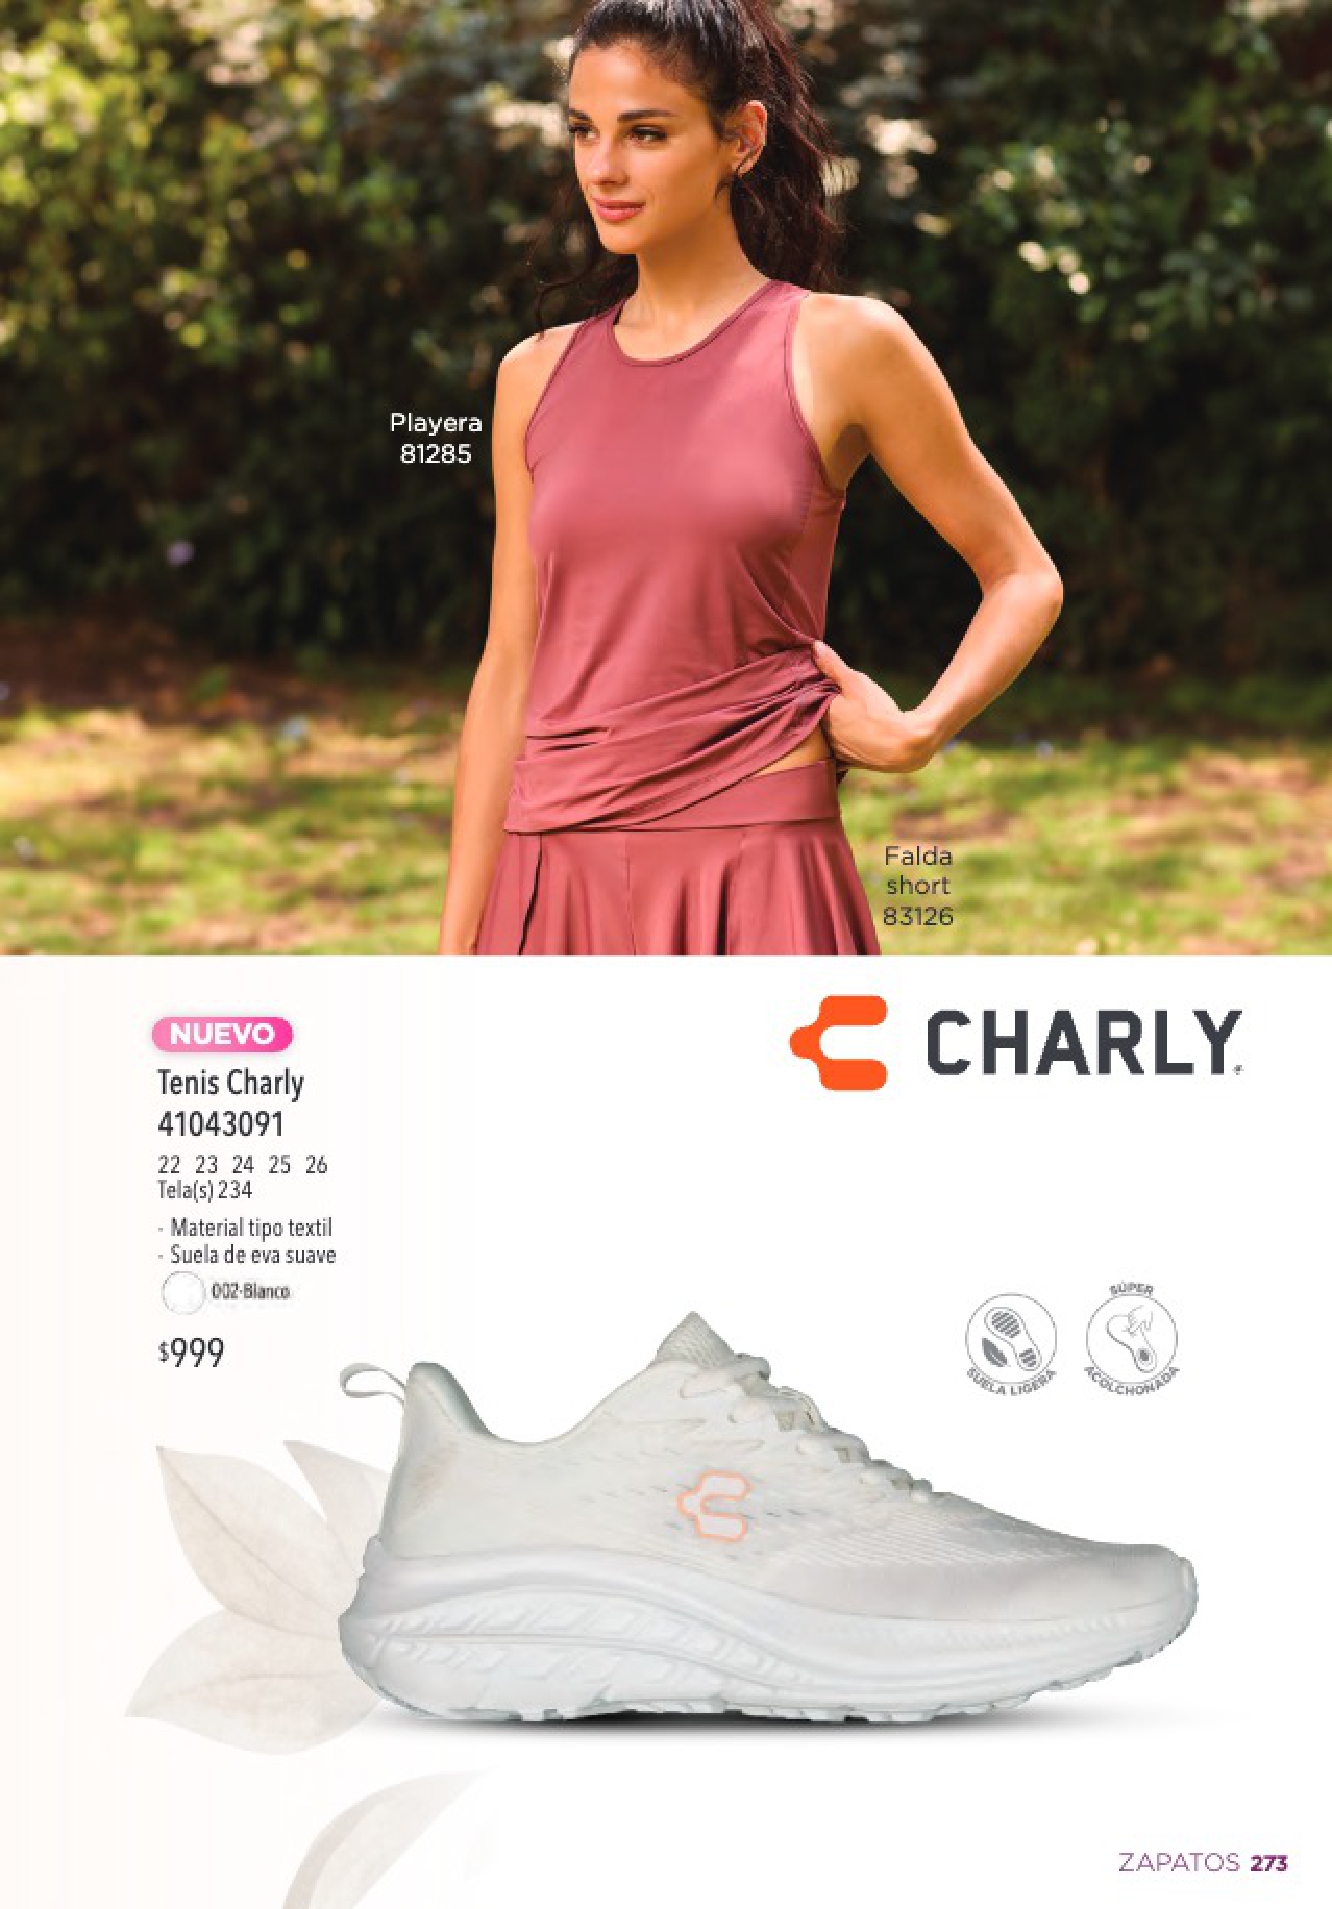 Playera
81285
Falda
short
83126
NUEVO
CHARLY
Tenis Charly
41043091
22 23 24 25 26
Tela(s) 234
- Material tipo textil
- Suela de eva suave
002-Blanco
$999
SUELA LIGERA
SÚPER
ACOLCHONADA
ZAPATOS 273